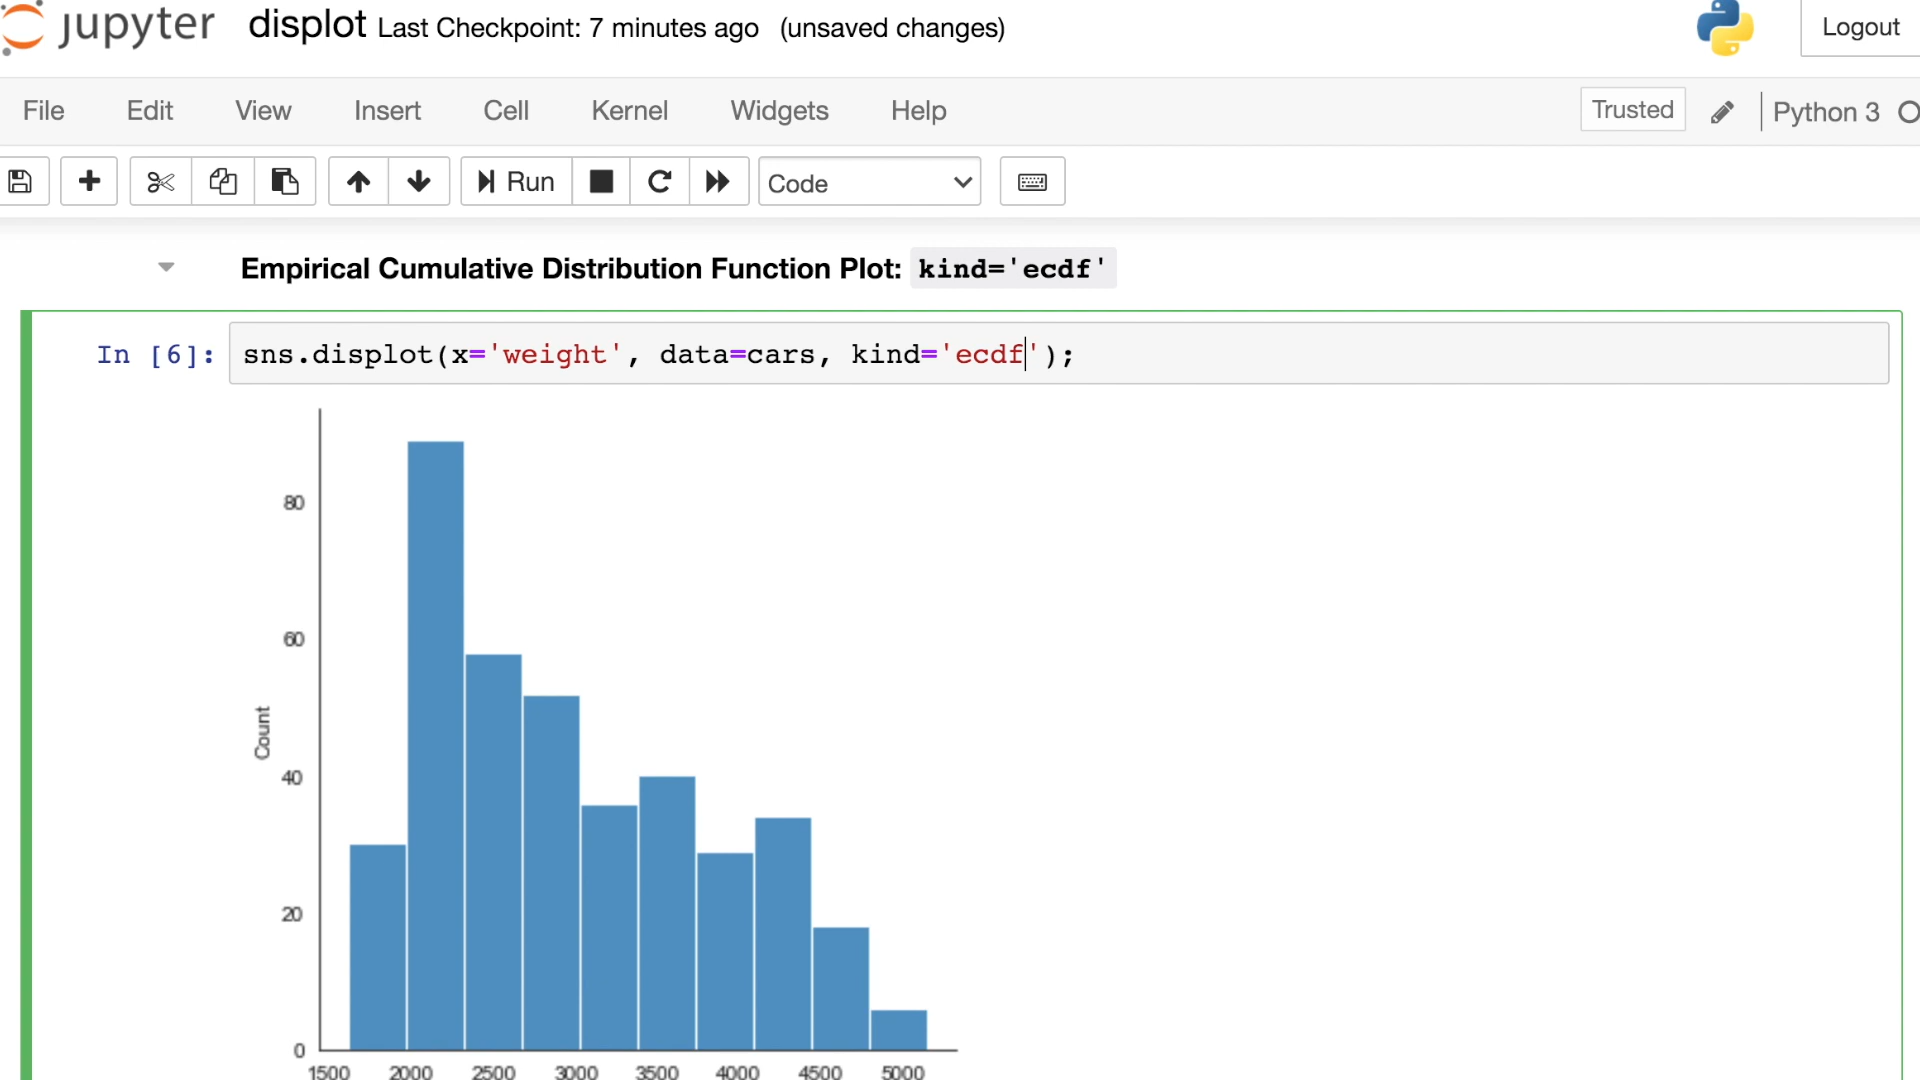 jupyter displot Last Checkpoint: 7 minutes ago (unsaved changes) Logout
File Edit View Insert Cell Kernel Widgets Help Trusted Python 3
Run Code
Empirical Cumulative Distribution Function Plot: kind='ecdf'
In [6]: sns.displot(x='weight', data=cars, kind='ecdf');
80
60
Count
40
20
0
1500 2000 2500 3000 3500 4000 4500 5000